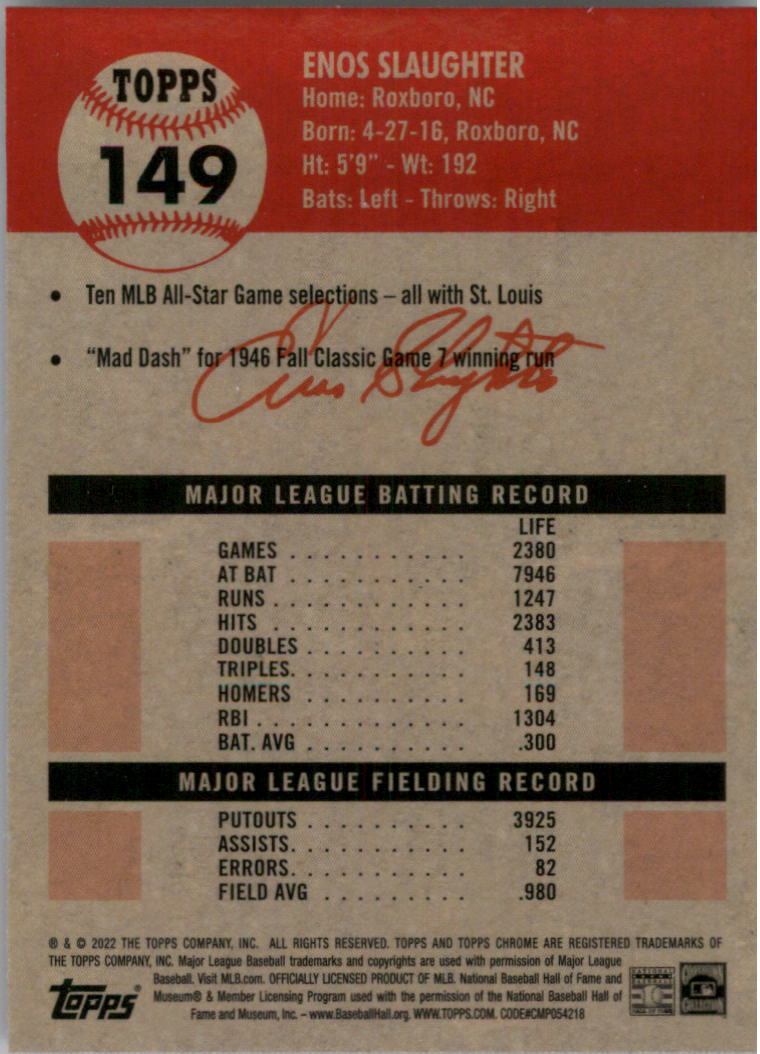 TOPPS
149
ENOS SLAUGHTER
Home: Roxboro, NC
Born: 4-27-16, Roxboro, NC
Ht: 5'9" - Wt: 192
Bats: Left - Throws: Right
• Ten MLB All-Star Game selections – all with St. Louis
• "Mad Dash" for 1946 Fall Classic Game 7 winning run
Enos Slaughter
MAJOR LEAGUE BATTING RECORD
LIFE
GAMES . . . . . . . . . . . 2380
AT BAT . . . . . . . . . . . 7946
RUNS . . . . . . . . . . . . 1247
HITS . . . . . . . . . . . . 2383
DOUBLES . . . . . . . . . . 413
TRIPLES. . . . . . . . . . . 148
HOMERS . . . . . . . . . . 169
RBI . . . . . . . . . . . . . 1304
BAT. AVG . . . . . . . . . . .300
MAJOR LEAGUE FIELDING RECORD
PUTOUTS . . . . . . . . . . 3925
ASSISTS. . . . . . . . . . . 152
ERRORS. . . . . . . . . . . 82
FIELD AVG . . . . . . . . . .980
® & © 2022 THE TOPPS COMPANY, INC. ALL RIGHTS RESERVED. TOPPS AND TOPPS CHROME ARE REGISTERED TRADEMARKS OF
THE TOPPS COMPANY, INC. Major League Baseball trademarks and copyrights are used with permission of Major League
Baseball. Visit MLB.com. OFFICIALLY LICENSED PRODUCT OF MLB. National Baseball Hall of Fame and
Museum® & Member Licensing Program used with the permission of the National Baseball Hall of
Fame and Museum, Inc. – www.BaseballHall.org. WWW.TOPPS.COM. CODE#CMP054218
topps®